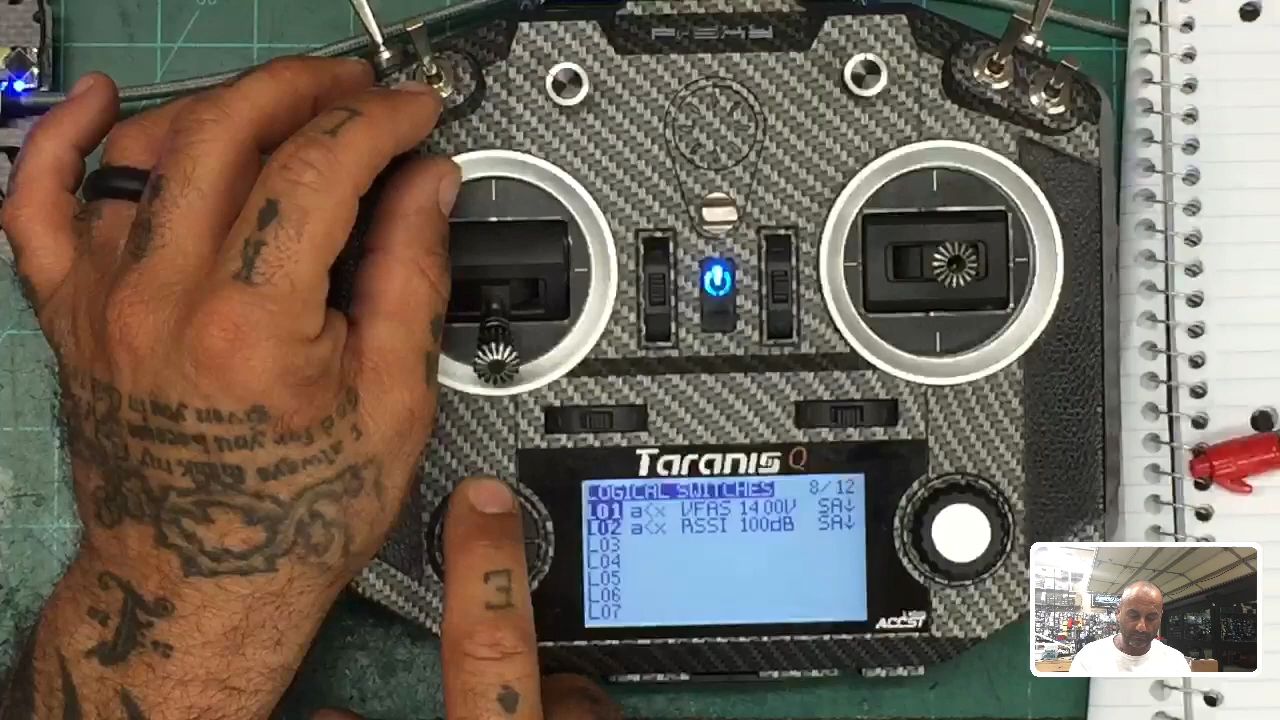 FrSKY
Taranis Q
LOGICAL SWITCHES 8/12
L01 a<x VFAS 14.00V SA↓
L02 a<x RSSI 100dB SA↓
L03
L04
L05
L06
L07
ACCST